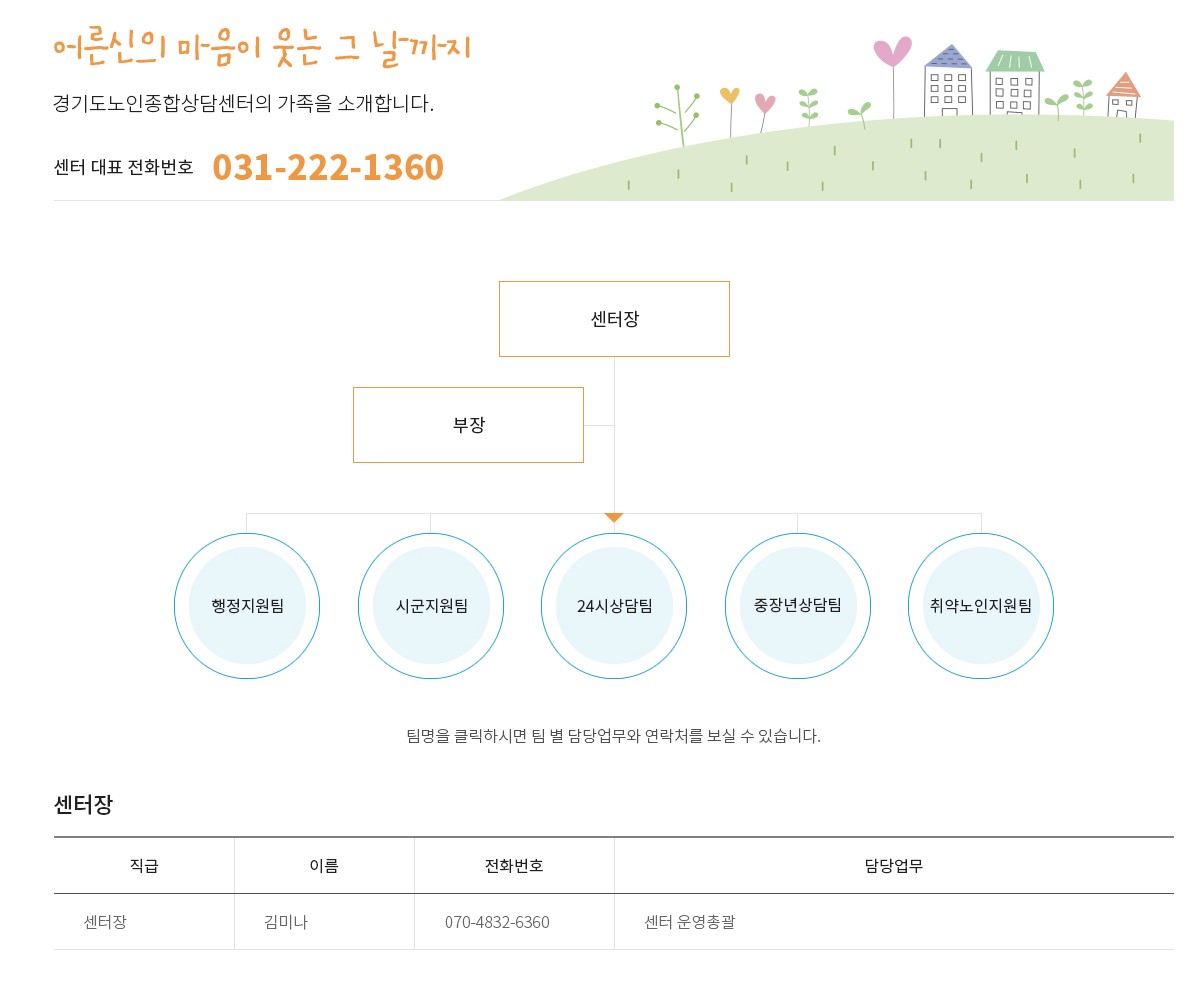 어른신의 마음이 웃는 그 날까지
경기도노인종합상담센터의 가족을 소개합니다.
센터 대표 전화번호 031-222-1360
센터장
부장
행정지원팀 시군지원팀 24시상담팀 중장년상담팀 취약노인지원팀
팀명을 클릭하시면 팀 별 담당업무와 연락처를 보실 수 있습니다.
센터장
직급 이름 전화번호 담당업무
센터장 김미나 070-4832-6360 센터 운영총괄